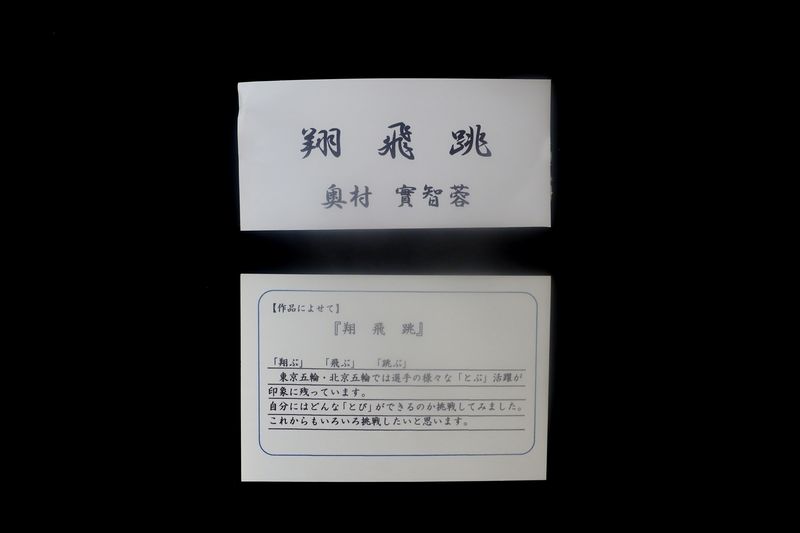 翔 飛 跳
奥村 實智蓉
【作品によせて】
『翔 飛 跳』
「翔ぶ」 「飛ぶ」 「跳ぶ」
東京五輪・北京五輪では選手の様々な「とぶ」活躍が
印象に残っています。
自分にはどんな「とび」ができるのか挑戦してみました。
これからもいろいろ挑戦したいと思います。